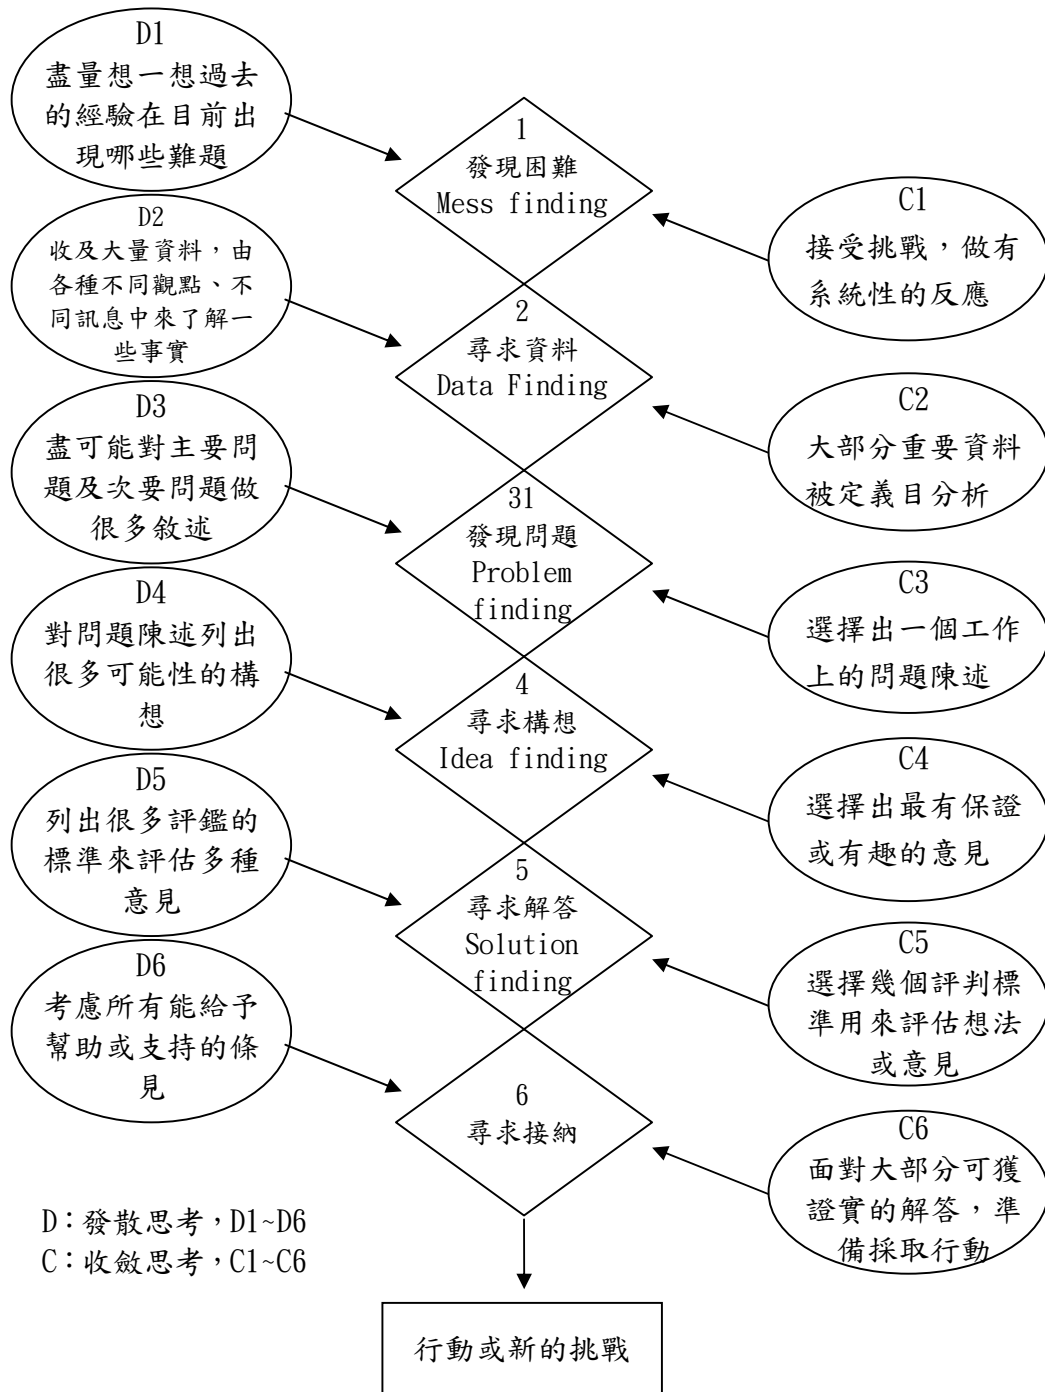 D1
盡量想一想過去
的經驗在目前出
現哪些難題
1
發現困難
Mess finding
C1
接受挑戰，做有
系統性的反應
D2
收及大量資料，由
各種不同觀點、不
同訊息中來了解一
些事實
2
尋求資料
Data Finding
C2
大部分重要資料
被定義目分析
D3
盡可能對主要問
題及次要問題做
很多敘述
31
發現問題
Problem
finding
C3
選擇出一個工作
上的問題陳述
D4
對問題陳述列出
很多可能性的構
想
4
尋求構想
Idea finding
C4
選擇出最有保證
或有趣的意見
D5
列出很多評鑑的
標準來評估多種
意見
5
尋求解答
Solution
finding
C5
選擇幾個評判標
準用來評估想法
或意見
D6
考慮所有能給予
幫助或支持的條
見
6
尋求接納
C6
面對大部分可獲
證實的解答，準
備採取行動
D：發散思考，D1~D6
C：收斂思考，C1~C6
行動或新的挑戰